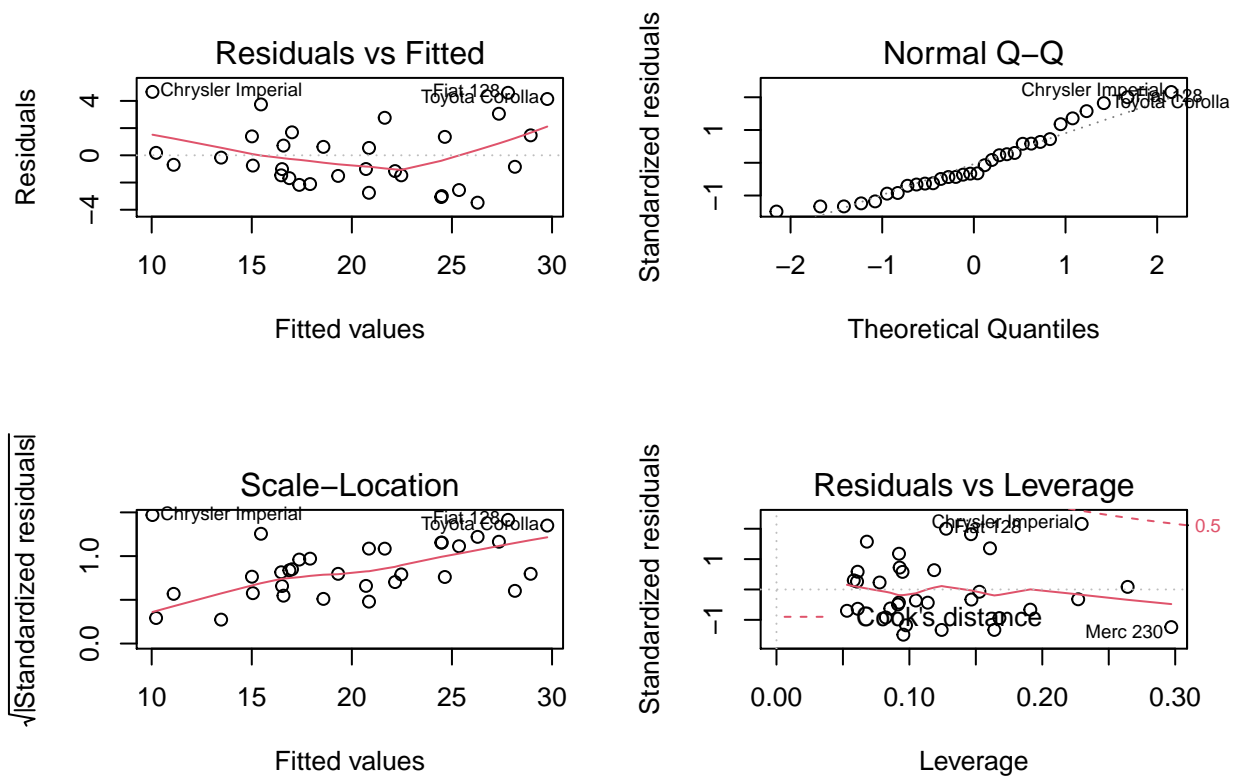 Residuals vs Fitted
Residuals
4
0
−4
Chrysler Imperial
Fiat 128
Toyota Corolla
10 15 20 25 30
Fitted values
Normal Q−Q
Standardized residuals
1
−1
Chrysler Imperial
Fiat 128
Toyota Corolla
−2 −1 0 1 2
Theoretical Quantiles
Scale−Location
√|Standardized residuals|
1.0
0.0
Chrysler Imperial
Fiat 128
Toyota Corolla
10 15 20 25 30
Fitted values
Residuals vs Leverage
Standardized residuals
1
−1
Chrysler Imperial
Fiat 128
0.5
Cook's distance
Merc 230
0.00 0.10 0.20 0.30
Leverage